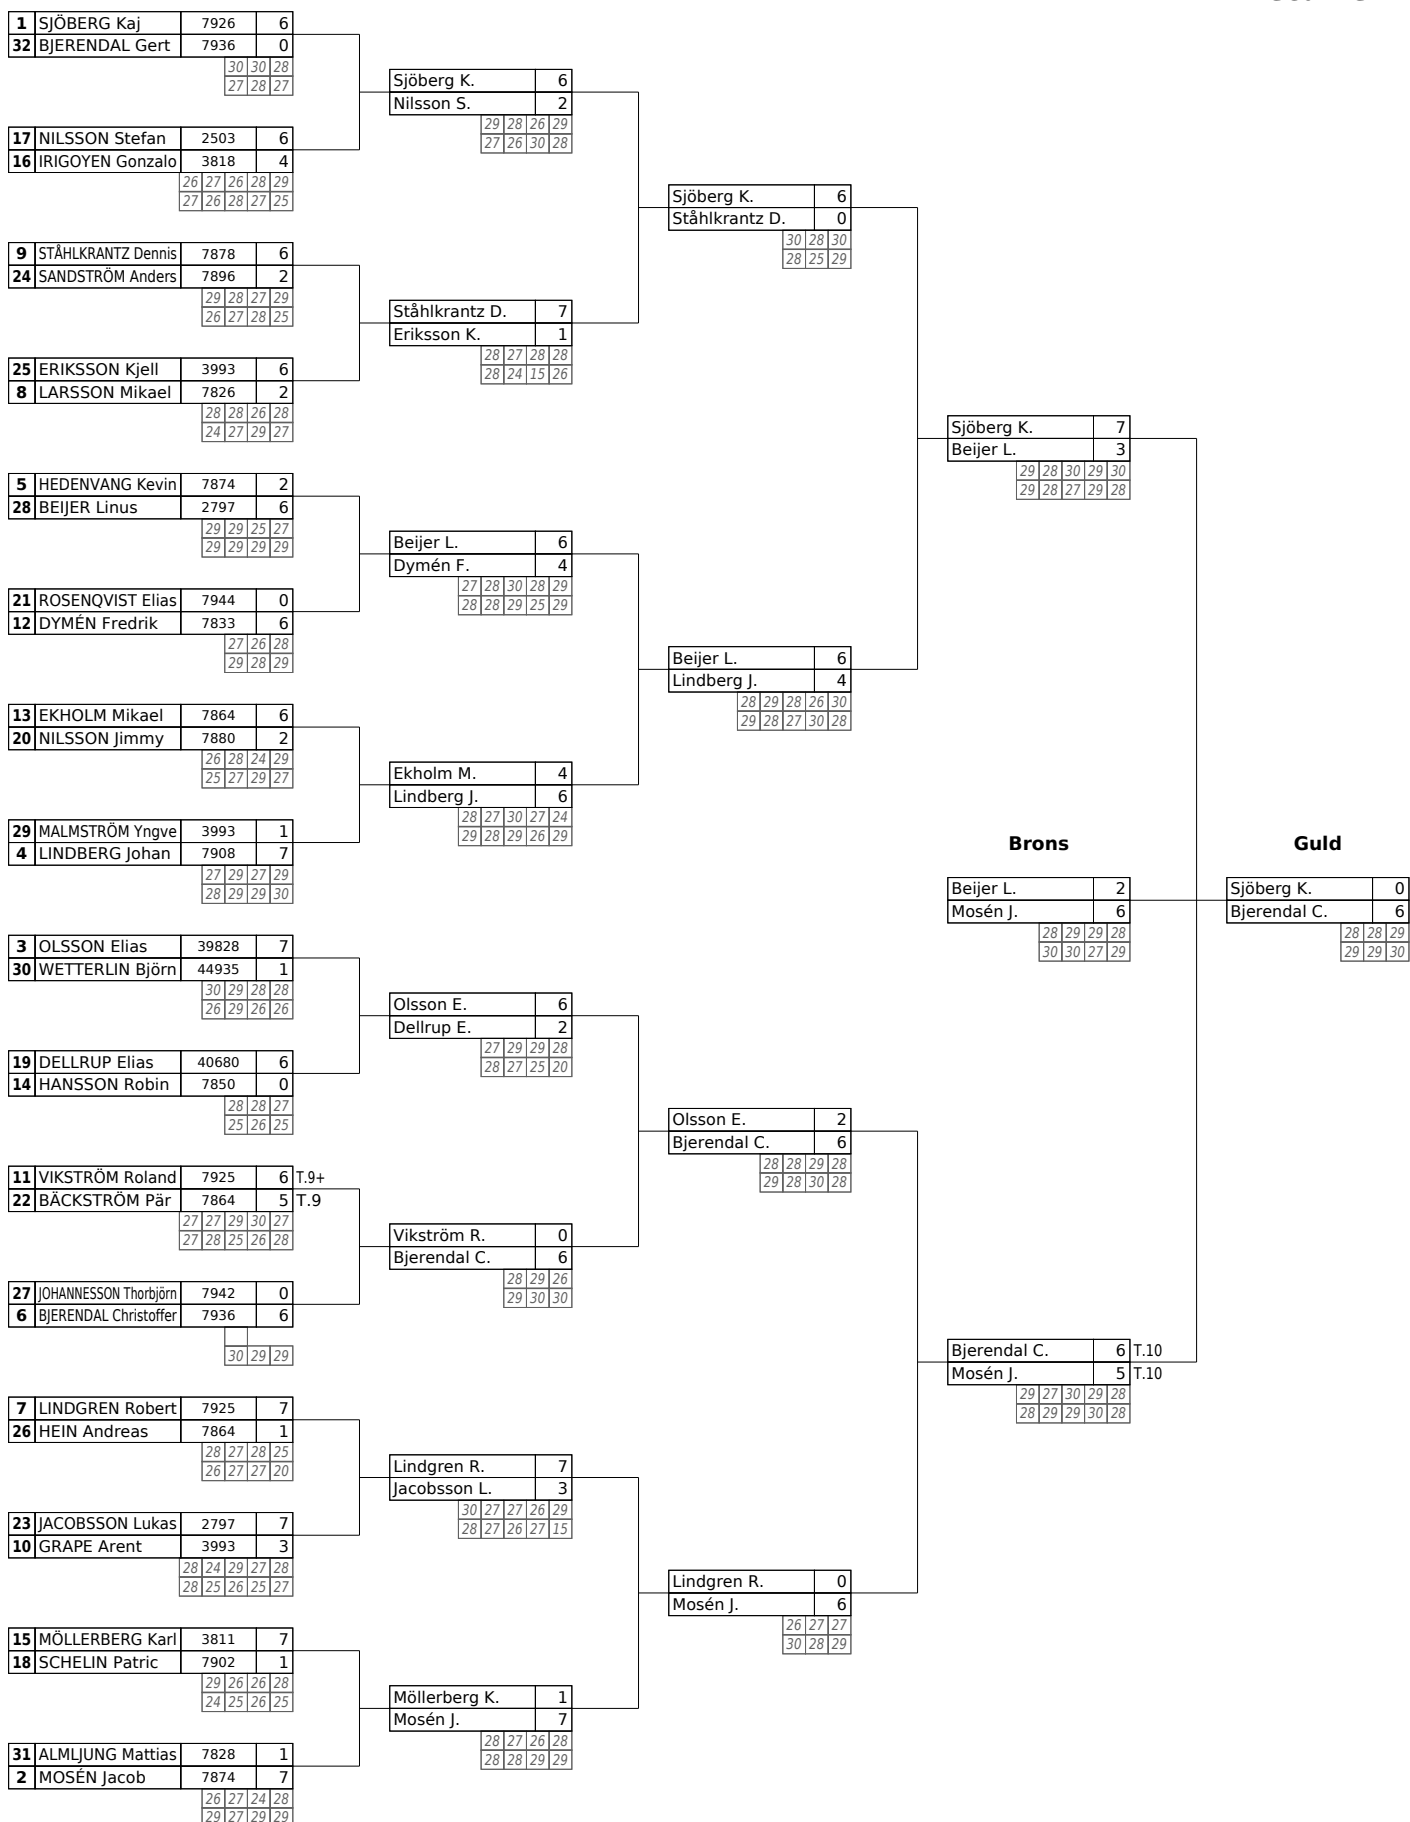 1 SJÖBERG Kaj 7926 6
32 BJERENDAL Gert 7936 0
30 30 28
27 28 27
17 NILSSON Stefan 2503 6
16 IRIGOYEN Gonzalo 3818 4
26 27 26 28 29
27 26 28 27 25
9 STÅHLKRANTZ Dennis 7878 6
24 SANDSTRÖM Anders 7896 2
29 28 27 29
26 27 28 25
25 ERIKSSON Kjell 3993 6
8 LARSSON Mikael 7826 2
28 28 26 28
24 27 29 27
5 HEDENVANG Kevin 7874 2
28 BEIJER Linus 2797 6
29 29 25 27
29 29 29 29
21 ROSENQVIST Elias 7944 0
12 DYMÉN Fredrik 7833 6
27 26 28
29 28 29
13 EKHOLM Mikael 7864 6
20 NILSSON Jimmy 7880 2
26 28 24 29
25 27 29 27
29 MALMSTRÖM Yngve 3993 1
4 LINDBERG Johan 7908 7
27 29 27 29
28 29 29 30
3 OLSSON Elias 39828 7
30 WETTERLIN Björn 44935 1
30 29 28 28
26 29 26 26
19 DELLRUP Elias 40680 6
14 HANSSON Robin 7850 0
28 28 27
25 26 25
11 VIKSTRÖM Roland 7925 6 T.9+
22 BÄCKSTRÖM Pär 7864 5 T.9
27 27 29 30 27
27 28 25 26 28
27 JOHANNESSON Thorbjörn 7942 0
6 BJERENDAL Christoffer 7936 6
30 29 29
7 LINDGREN Robert 7925 7
26 HEIN Andreas 7864 1
28 27 28 25
26 27 27 20
23 JACOBSSON Lukas 2797 7
10 GRAPE Arent 3993 3
28 24 29 27 28
28 25 26 25 27
15 MÖLLERBERG Karl 3811 7
18 SCHELIN Patric 7902 1
29 26 26 28
24 25 26 25
31 ALMLJUNG Mattias 7828 1
2 MOSÉN Jacob 7874 7
26 27 24 28
29 27 29 29
Sjöberg K. 6
Nilsson S. 2
29 28 26 29
27 26 30 28
Ståhlkrantz D. 7
Eriksson K. 1
28 27 28 28
28 24 15 26
Beijer L. 6
Dymén F. 4
27 28 30 28 29
28 28 29 25 29
Ekholm M. 4
Lindberg J. 6
28 27 30 27 24
29 28 29 26 29
Olsson E. 6
Dellrup E. 2
27 29 29 28
28 27 25 20
Vikström R. 0
Bjerendal C. 6
28 29 26
29 30 30
Lindgren R. 7
Jacobsson L. 3
30 27 27 26 29
28 27 26 27 15
Möllerberg K. 1
Mosén J. 7
28 27 26 28
28 28 29 29
Sjöberg K. 6
Ståhlkrantz D. 0
30 28 30
28 25 29
Beijer L. 6
Lindberg J. 4
28 29 28 26 30
29 28 27 30 28
Olsson E. 2
Bjerendal C. 6
28 28 29 28
29 28 30 28
Lindgren R. 0
Mosén J. 6
26 27 27
30 28 29
Sjöberg K. 7
Beijer L. 3
29 28 30 29 30
29 28 27 29 28
Bjerendal C. 6 T.10
Mosén J. 5 T.10
29 27 30 29 28
28 29 29 30 28
Brons
Beijer L. 2
Mosén J. 6
28 29 29 28
30 30 27 29
Guld
Sjöberg K. 0
Bjerendal C. 6
28 28 29
29 29 30